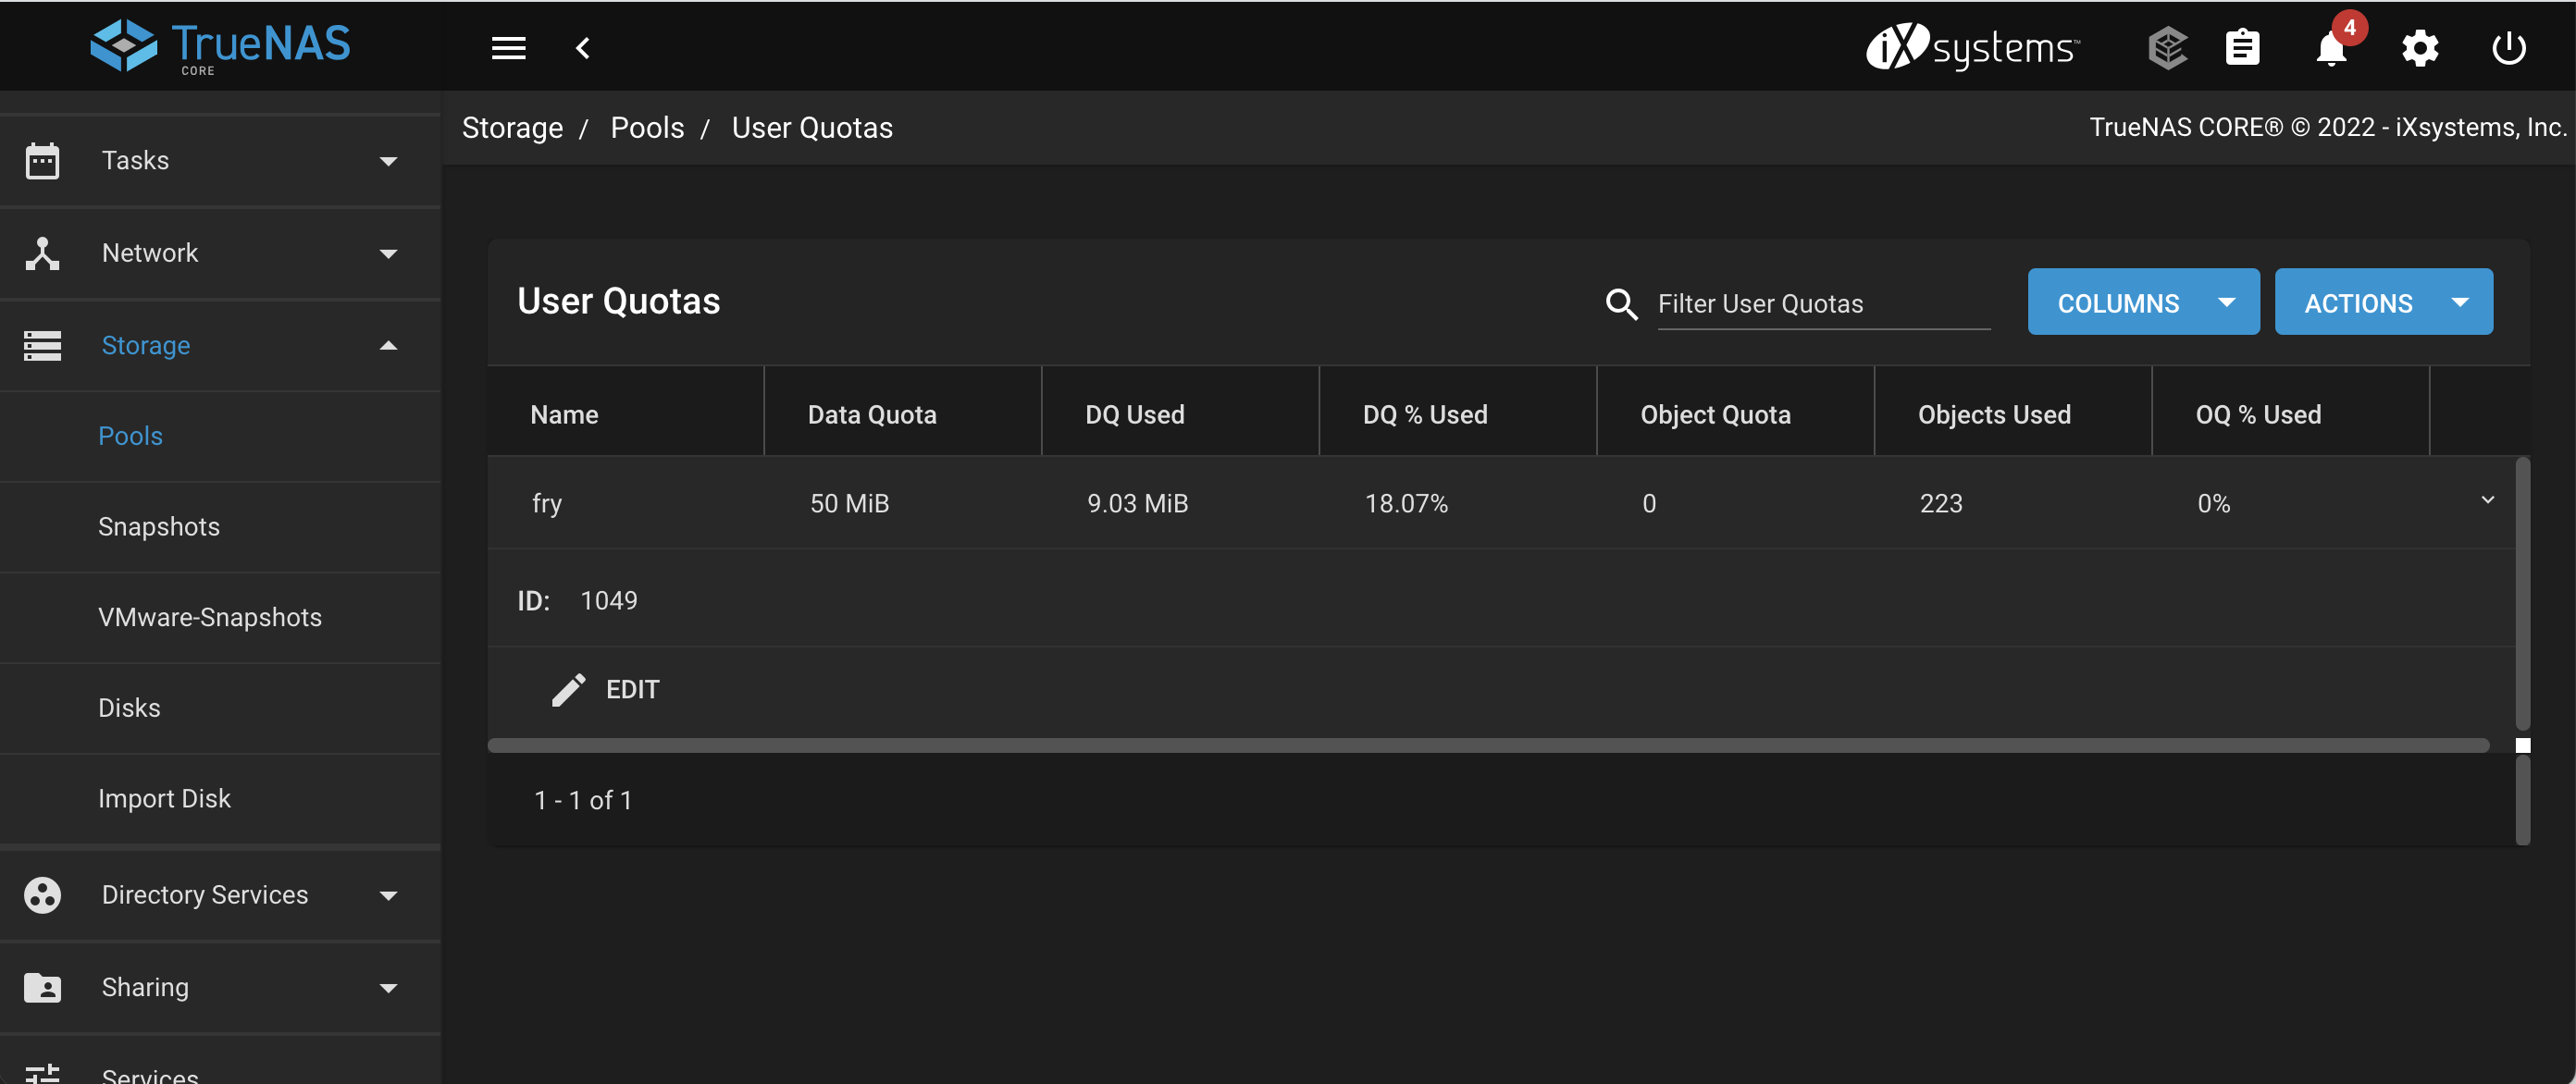 TrueNAS
CORE
iXsystems™
4
Storage / Pools / User Quotas
TrueNAS CORE® © 2022 - iXsystems, Inc.
Tasks
Network
Storage
Pools
Snapshots
VMware-Snapshots
Disks
Import Disk
Directory Services
Sharing
Services
User Quotas
Filter User Quotas
COLUMNS
ACTIONS
Name Data Quota DQ Used DQ % Used Object Quota Objects Used OQ % Used
fry 50 MiB 9.03 MiB 18.07% 0 223 0%
ID: 1049
EDIT
1 - 1 of 1